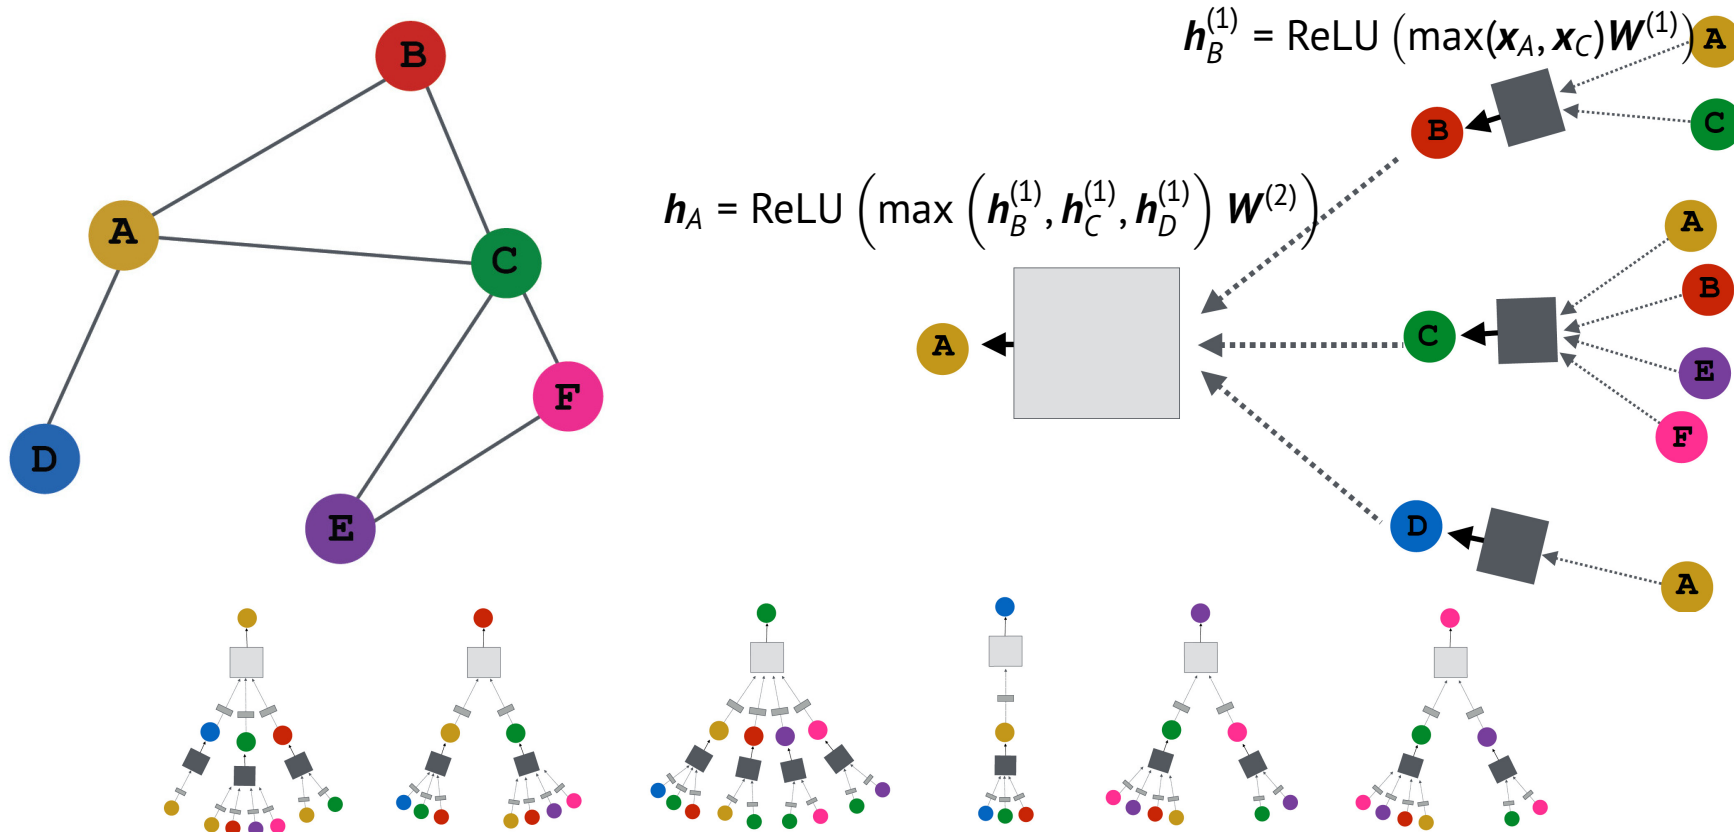 h_B^{(1)} = ReLU (max(x_A, x_C)W^{(1)})
A
B
C
B
h_A = ReLU (max (h_B^{(1)}, h_C^{(1)}, h_D^{(1)}) W^{(2)})
A
A
C
B
A
C
E
F
F
D
D
E
A